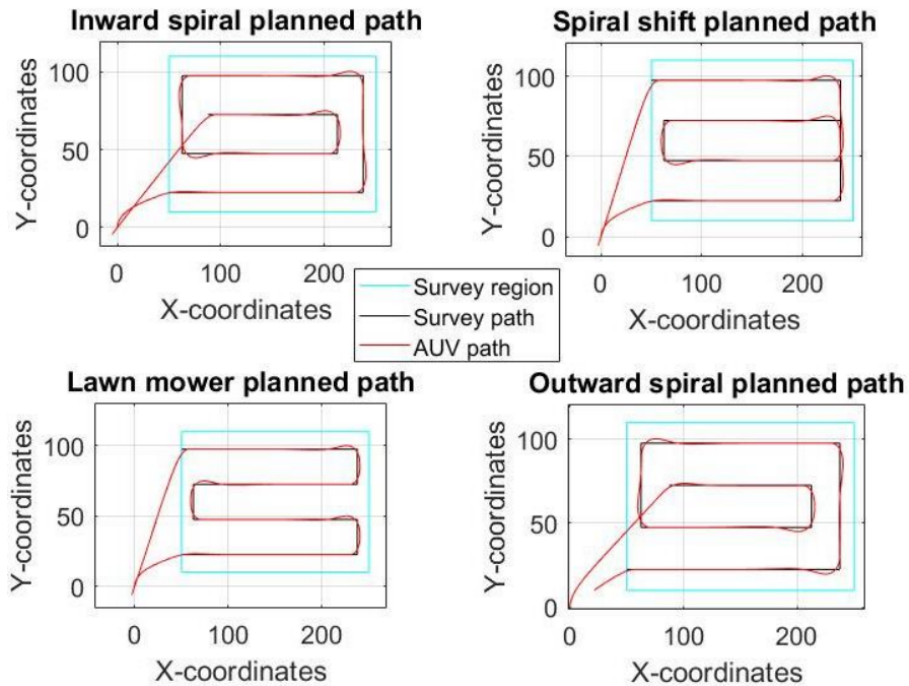 Inward spiral planned path
Y-coordinates
100
50
0
0
100
200
X-coordinates
Spiral shift planned path
Y-coordinates
100
50
0
0
100
200
X-coordinates
Survey region
Survey path
AUV path
Lawn mower planned path
Y-coordinates
100
50
0
0
100
200
X-coordinates
Outward spiral planned path
Y-coordinates
100
50
0
0
100
200
X-coordinates